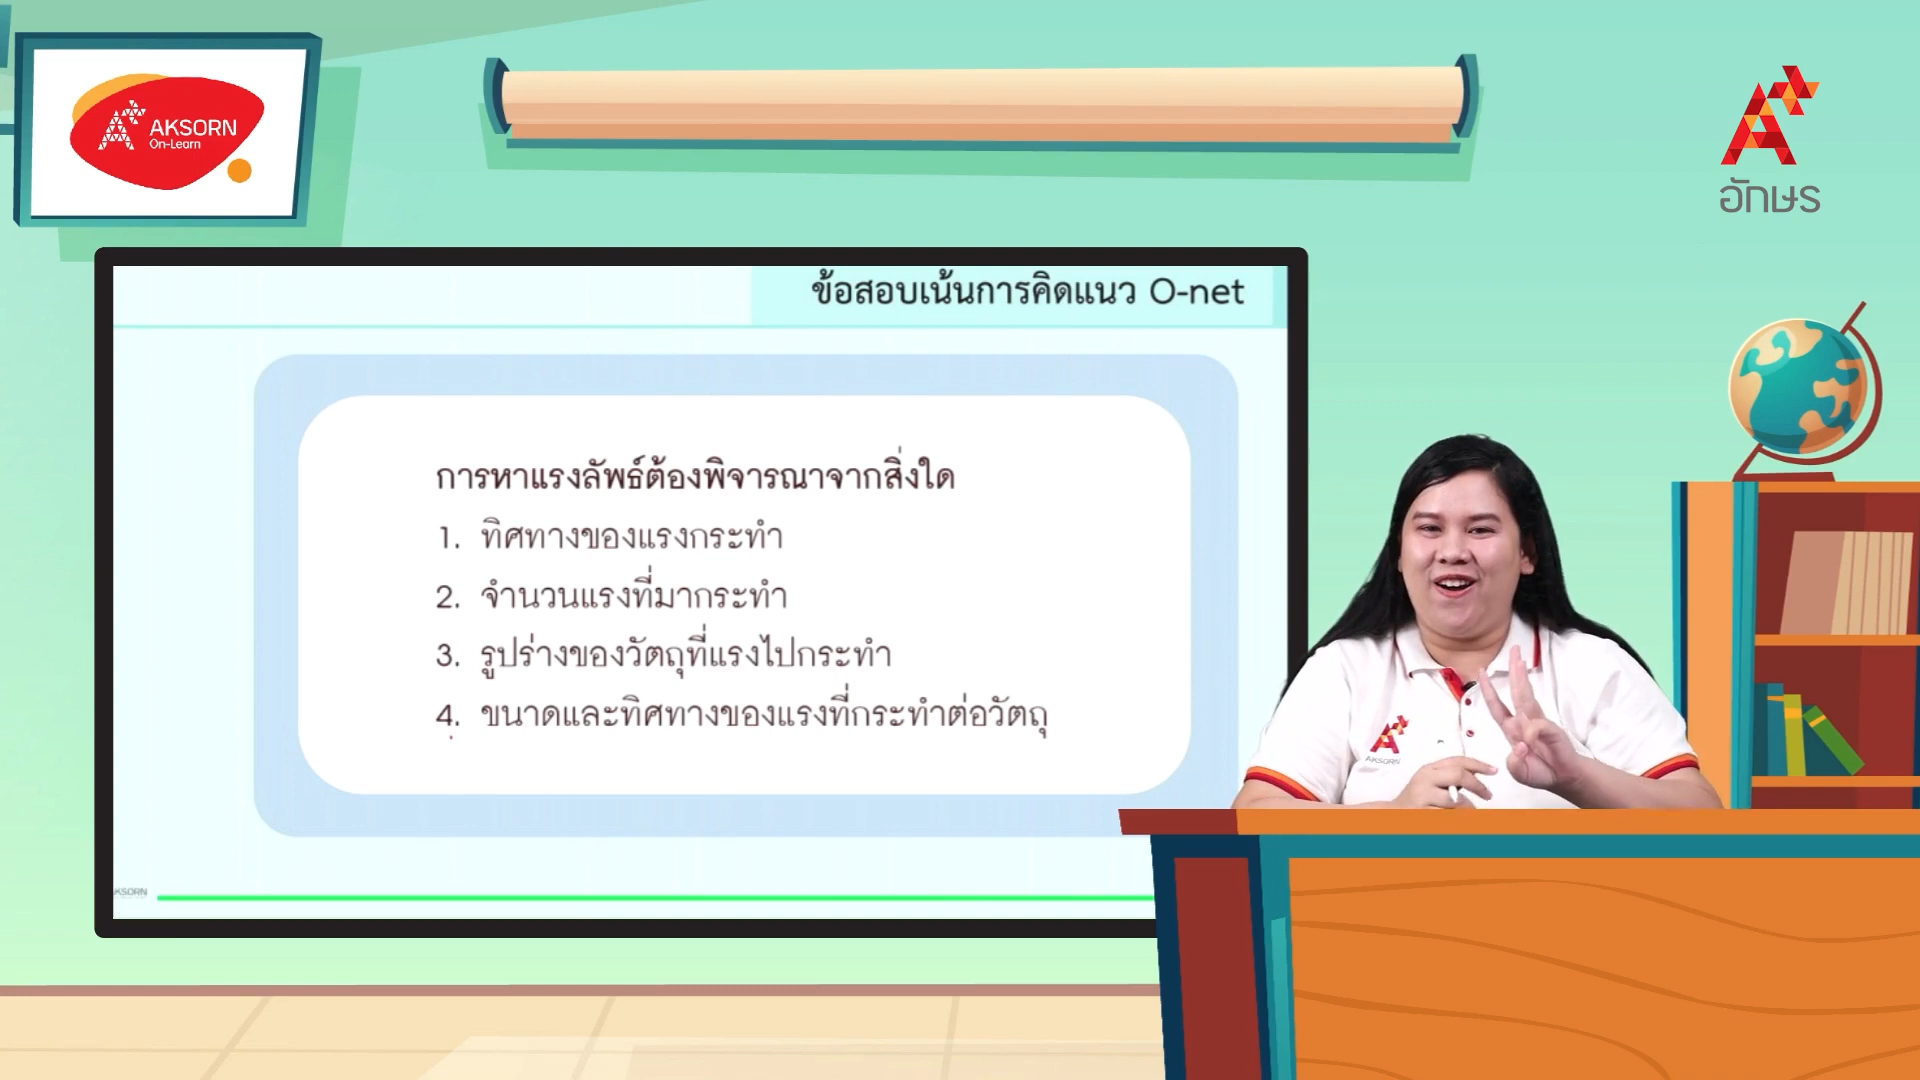 AKSORN
On-Learn
อักษร
ข้อสอบเน้นการคิดแนว O-net
การหาแรงลัพธ์ต้องพิจารณาจากสิ่งใด
1. ทิศทางของแรงกระทำ
2. จำนวนแรงที่มากระทำ
3. รูปร่างของวัตถุที่แรงไปกระทำ
4. ขนาดและทิศทางของแรงที่กระทำต่อวัตถุ
AKSORN
KSORN